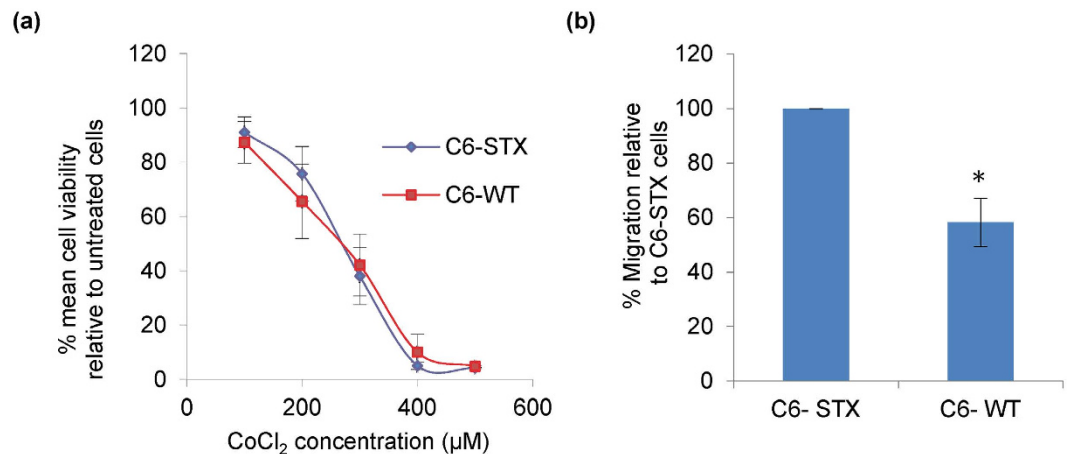 (a)
% mean cell viability
relative to untreated cells
120
100
80
60
40
20
0
0 200 400 600
CoCl₂ concentration (µM)
C6-STX
C6-WT
(b)
% Migration relative
to C6-STX cells
120
100
80
60
40
20
0
*
C6- STX C6- WT